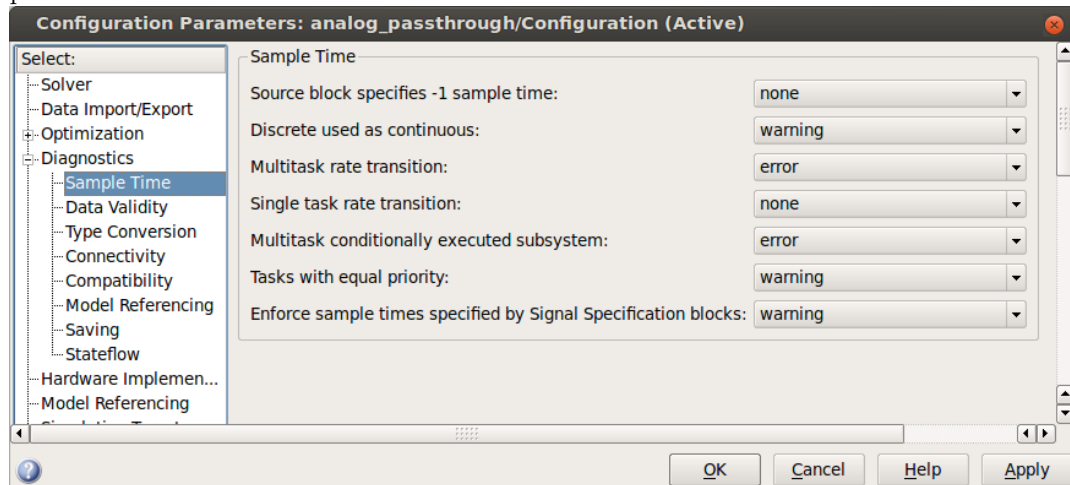 Configuration Parameters: analog_passthrough/Configuration (Active)
Select:
Solver
Data Import/Export
Optimization
Diagnostics
Sample Time
Data Validity
Type Conversion
Connectivity
Compatibility
Model Referencing
Saving
Stateflow
Hardware Implemen...
Model Referencing
Sample Time
Source block specifies -1 sample time: none
Discrete used as continuous: warning
Multitask rate transition: error
Single task rate transition: none
Multitask conditionally executed subsystem: error
Tasks with equal priority: warning
Enforce sample times specified by Signal Specification blocks: warning
OK Cancel Help Apply